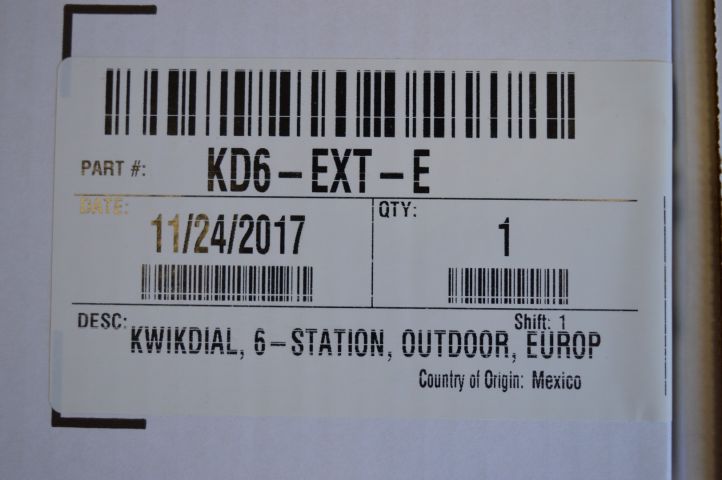 PART #: KD6-EXT-E
DATE: QTY:
11/24/2017 1
DESC: Shift: 1
KWIKDIAL, 6-STATION, OUTDOOR, EUROP
Country of Origin: Mexico